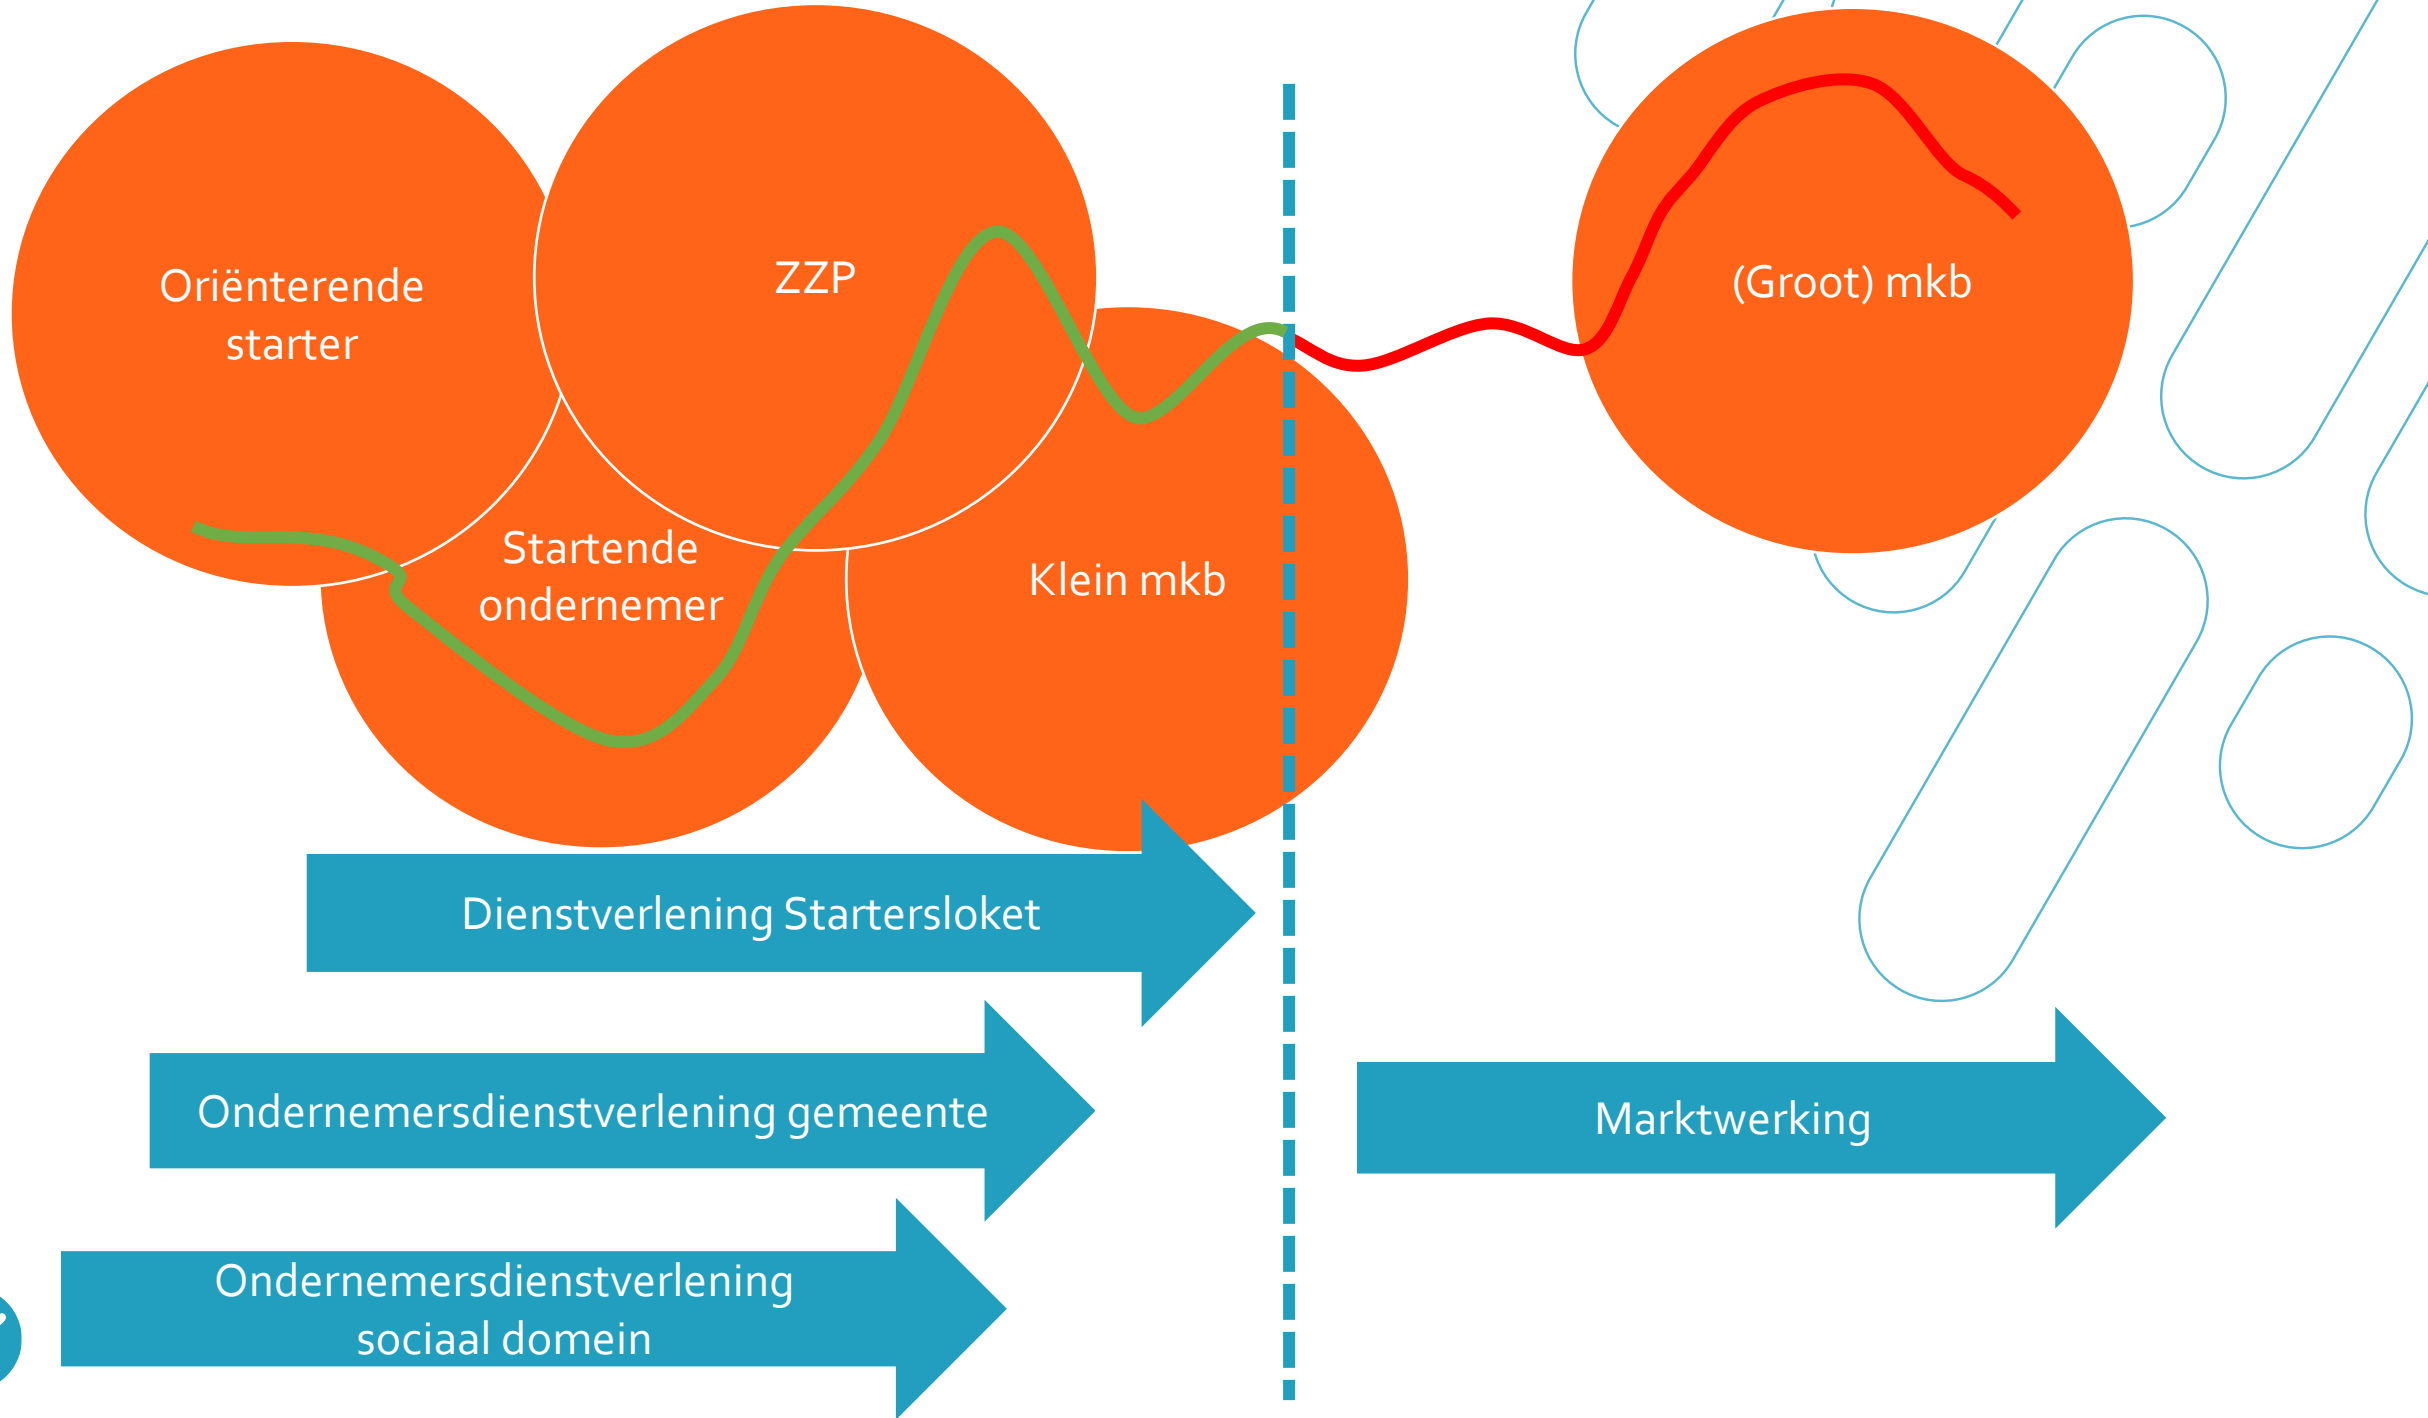 Oriënterende
starter
ZZP
(Groot) mkb
Startende
ondernemer
Klein mkb
Dienstverlening Startersloket
Ondernemersdienstverlening gemeente
Marktwerking
Ondernemersdienstverlening
sociaal domein